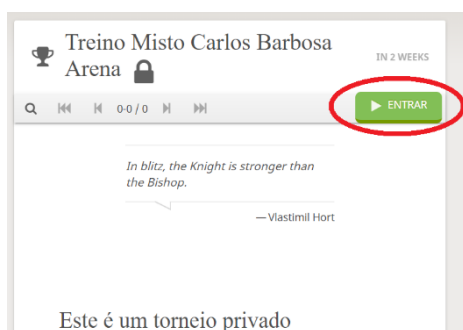 Treino Misto Carlos Barbosa
Arena
IN 2 WEEKS
0-0 / 0
ENTRAR
In blitz, the Knight is stronger than
the Bishop.
— Vlastimil Hort
Este é um torneio privado